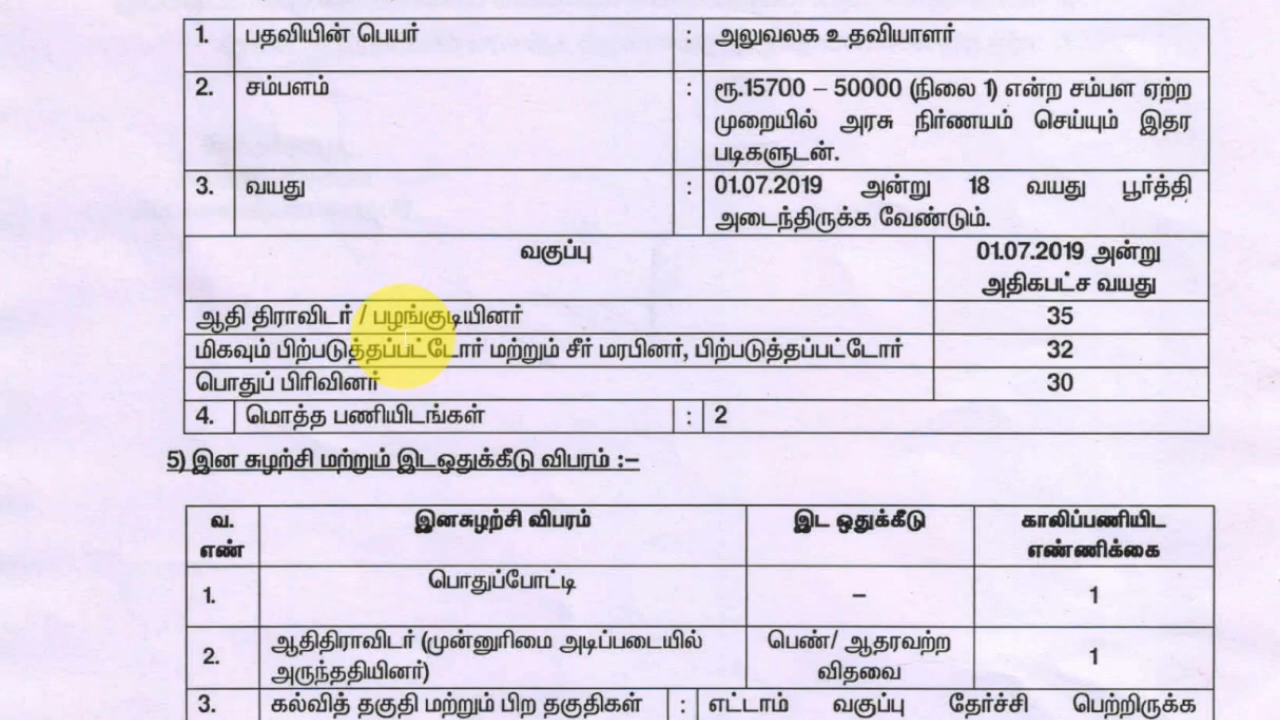 1. பதவியின் பெயர் : அலுவலக உதவியாளர்
2. சம்பளம் : ரூ.15700 – 50000 (நிலை 1) என்ற சம்பள ஏற்ற
முறையில் அரசு நிர்ணயம் செய்யும் இதர
படிகளுடன்.
3. வயது : 01.07.2019 அன்று 18 வயது பூர்த்தி
அடைந்திருக்க வேண்டும்.
வகுப்பு 01.07.2019 அன்று
அதிகபட்ச வயது
ஆதி திராவிடர் / பழங்குடியினர் 35
மிகவும் பிற்படுத்தப்பட்டோர் மற்றும் சீர் மரபினர், பிற்படுத்தப்பட்டோர் 32
பொதுப் பிரிவினர் 30
4. மொத்த பணியிடங்கள் : 2
5) இன சுழற்சி மற்றும் இடஒதுக்கீடு விபரம் :–
வ. இனசுழற்சி விபரம் இட ஒதுக்கீடு காலிப்பணியிட
எண் எண்ணிக்கை
1. பொதுப்போட்டி – 1
2. ஆதிதிராவிடர் (முன்னுரிமை அடிப்படையில் பெண்/ ஆதரவற்ற 1
அருந்ததியினர்) விதவை
3. கல்வித் தகுதி மற்றும் பிற தகுதிகள் : எட்டாம் வகுப்பு தேர்ச்சி பெற்றிருக்க